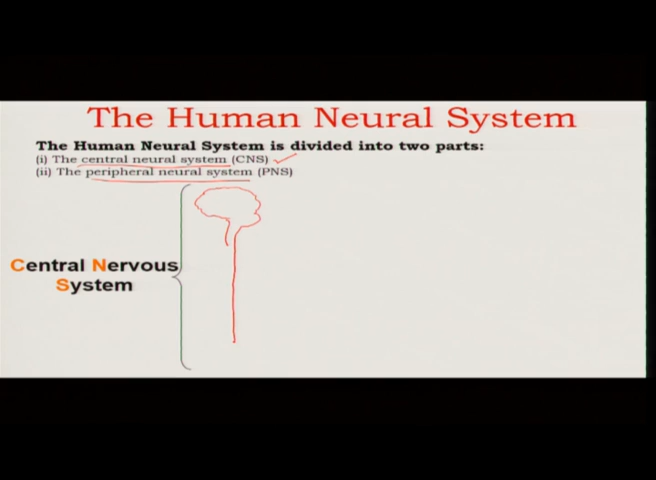 The Human Neural System
The Human Neural System is divided into two parts:
(i) The central neural system (CNS)
(ii) The peripheral neural system (PNS)
Central Nervous
System